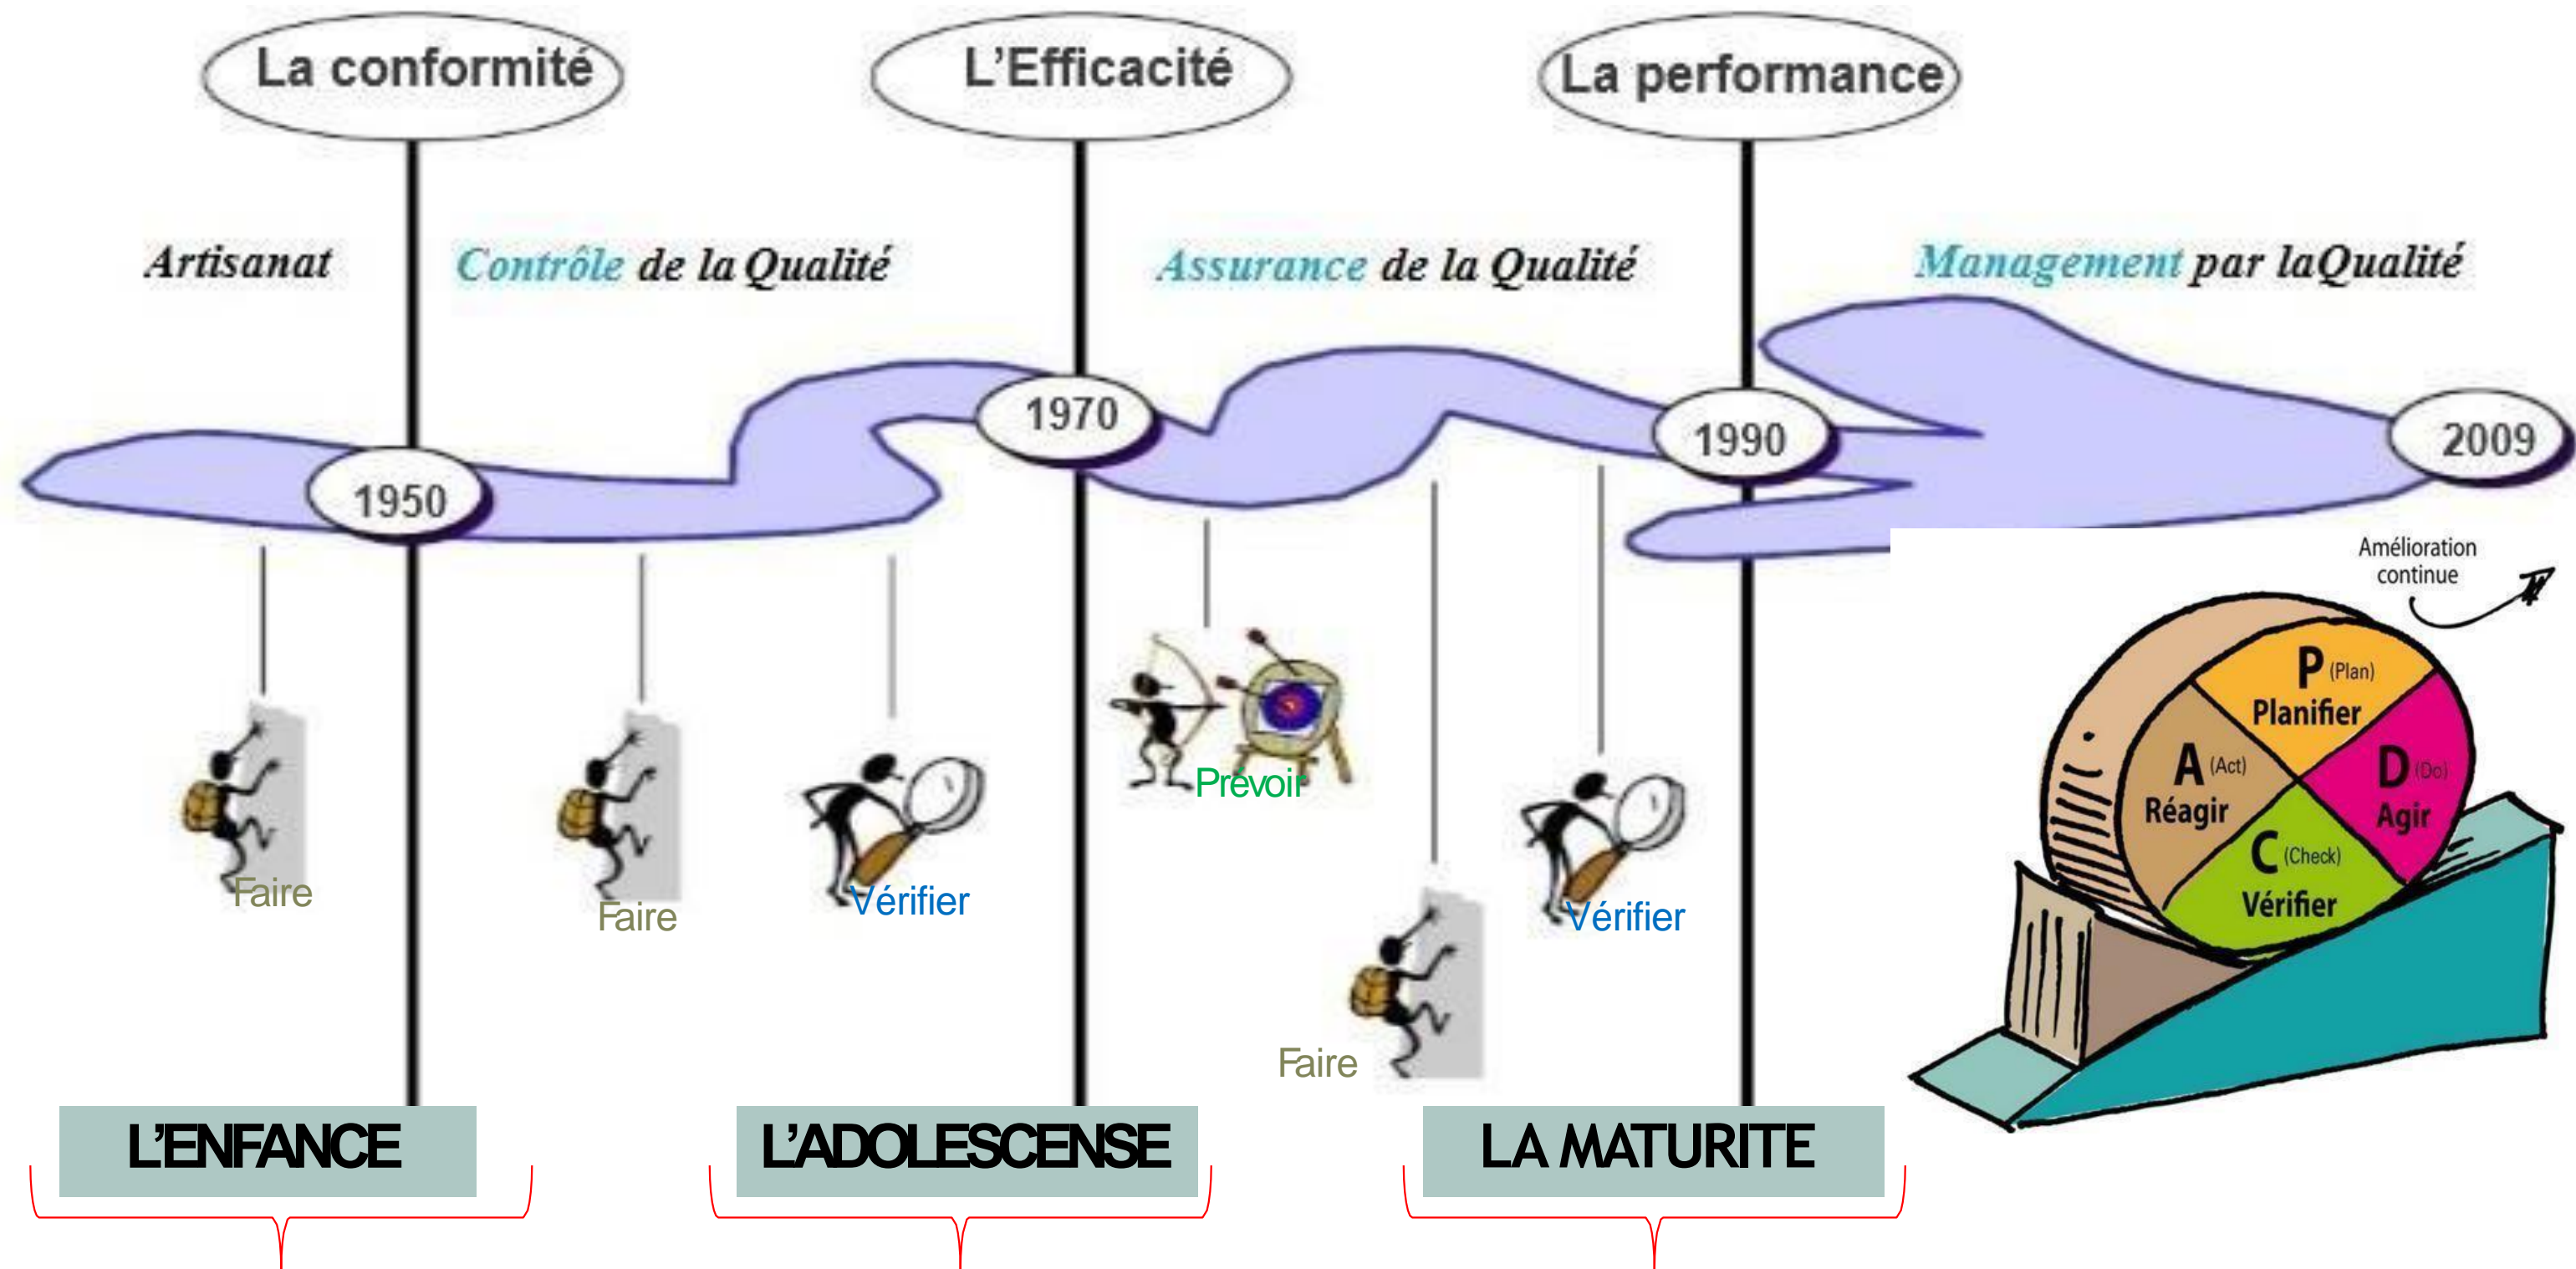 La conformité
L'Efficacité
La performance
Artisanat
Contrôle de la Qualité
Assurance de la Qualité
Management par laQualité
1950
1970
1990
2009
Faire
Faire
Vérifier
Prévoir
Faire
Vérifier
Amélioration
continue
P (Plan)
Planifier
A (Act)
Réagir
D (Do)
Agir
C (Check)
Vérifier
L'ENFANCE
L'ADOLESCENSE
LA MATURITE